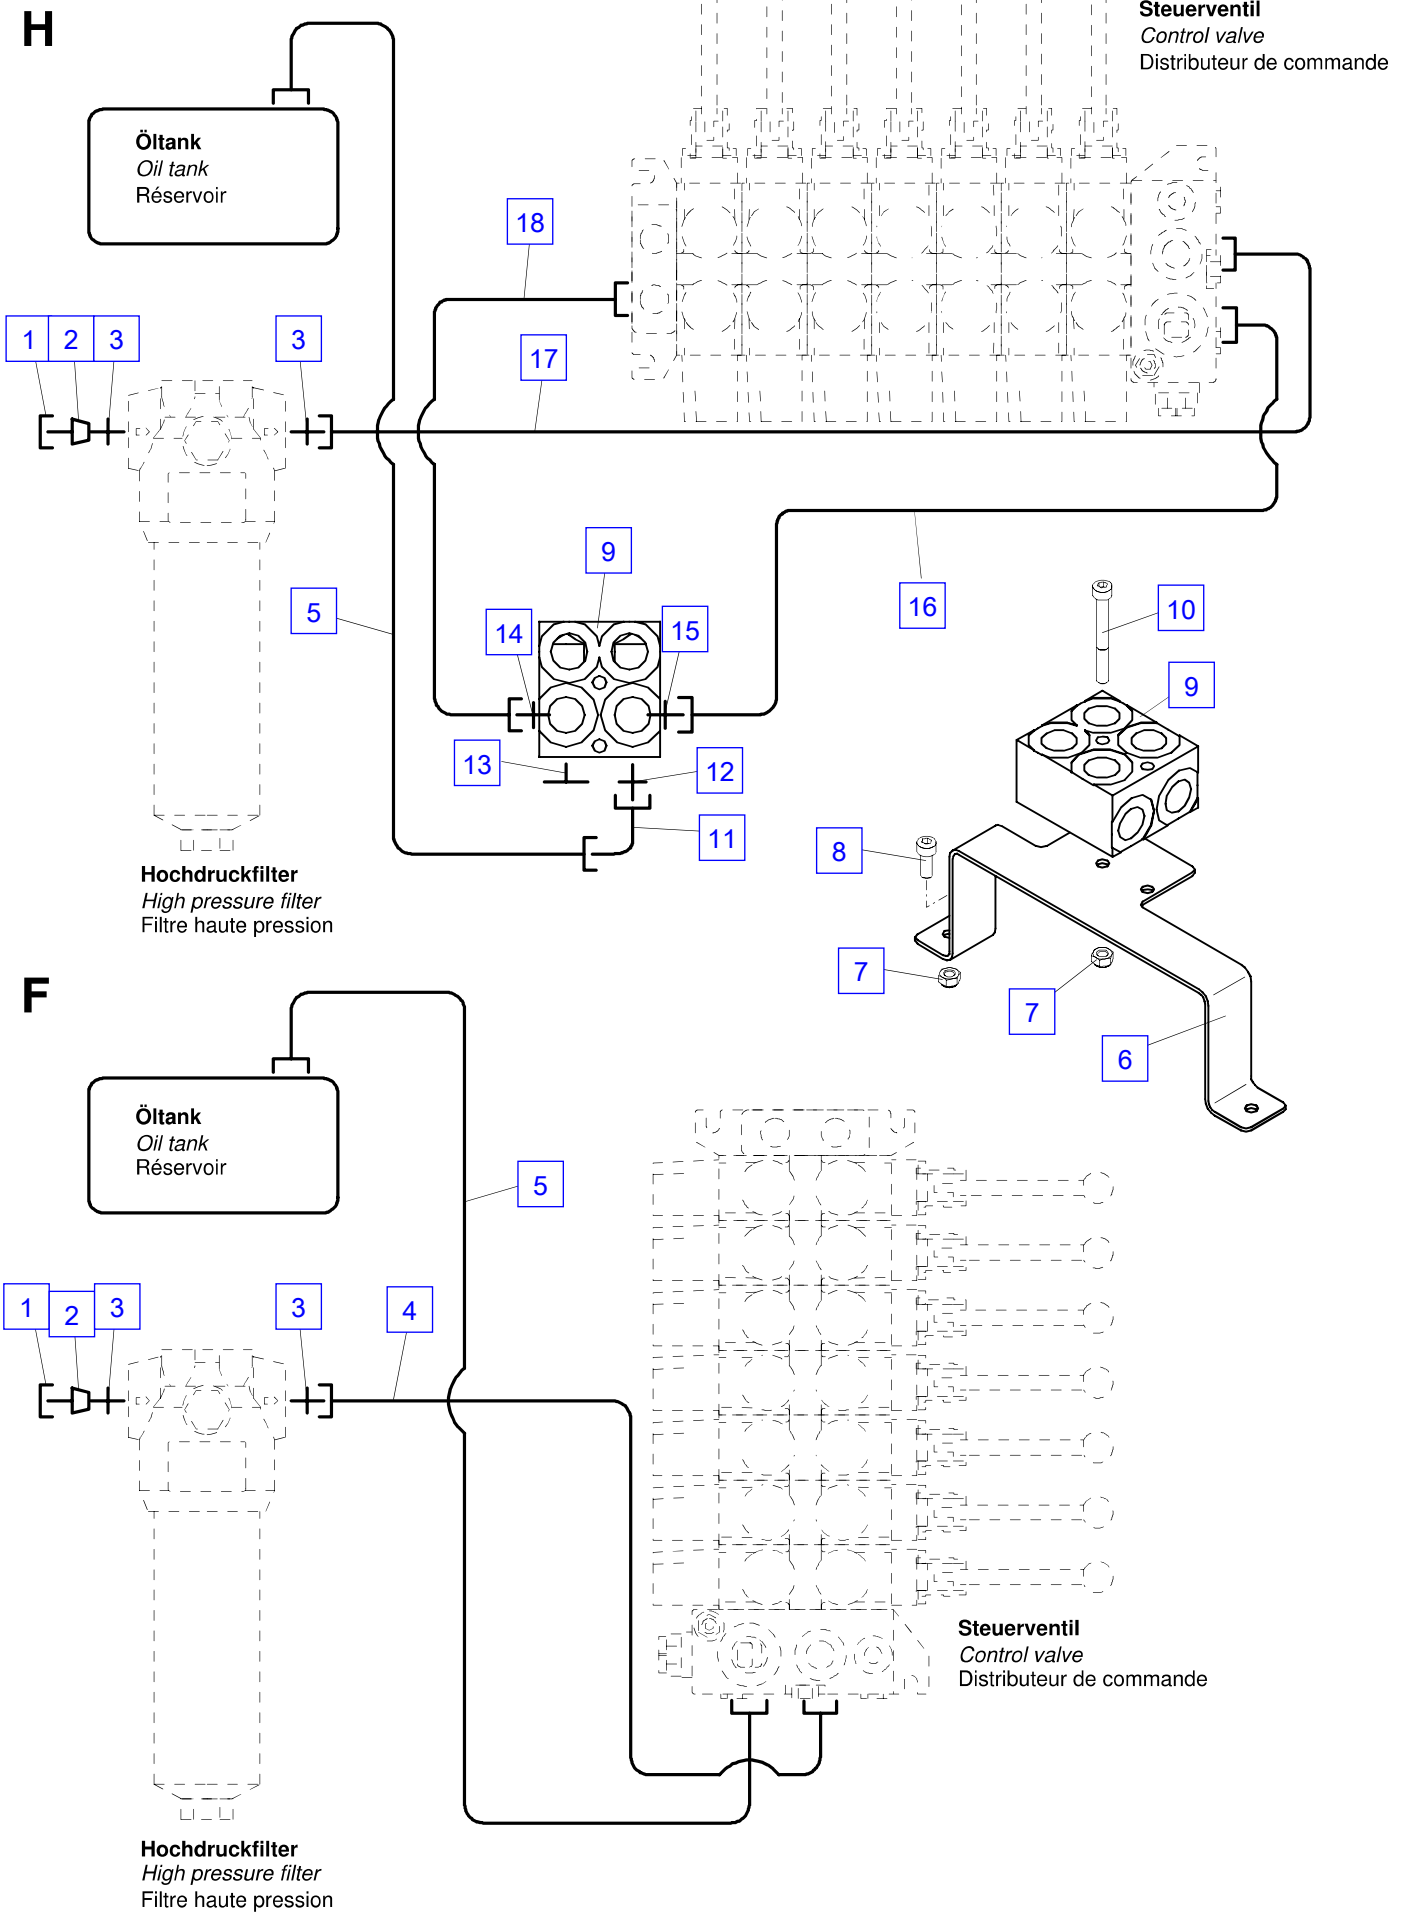 H
Steuerventil
Control valve
Distributeur de commande
Öltank
Oil tank
Réservoir
18
1 2 3
3
17
9
5
14
15
16
10
9
13
12
11
8
7
7
6
Hochdruckfilter
High pressure filter
Filtre haute pression
F
Öltank
Oil tank
Réservoir
5
1 2 3
3
4
Steuerventil
Control valve
Distributeur de commande
Hochdruckfilter
High pressure filter
Filtre haute pression